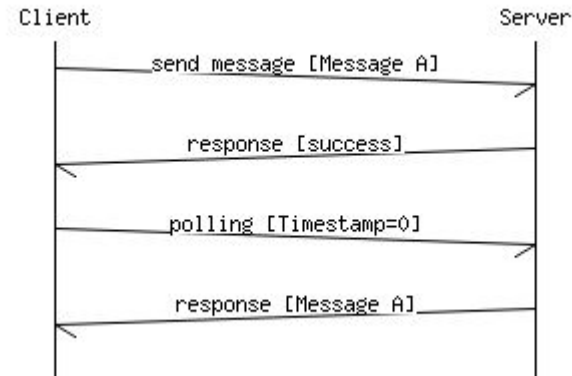 Client Server
send message [Message A]
response [success]
polling [Timestamp=0]
response [Message A]